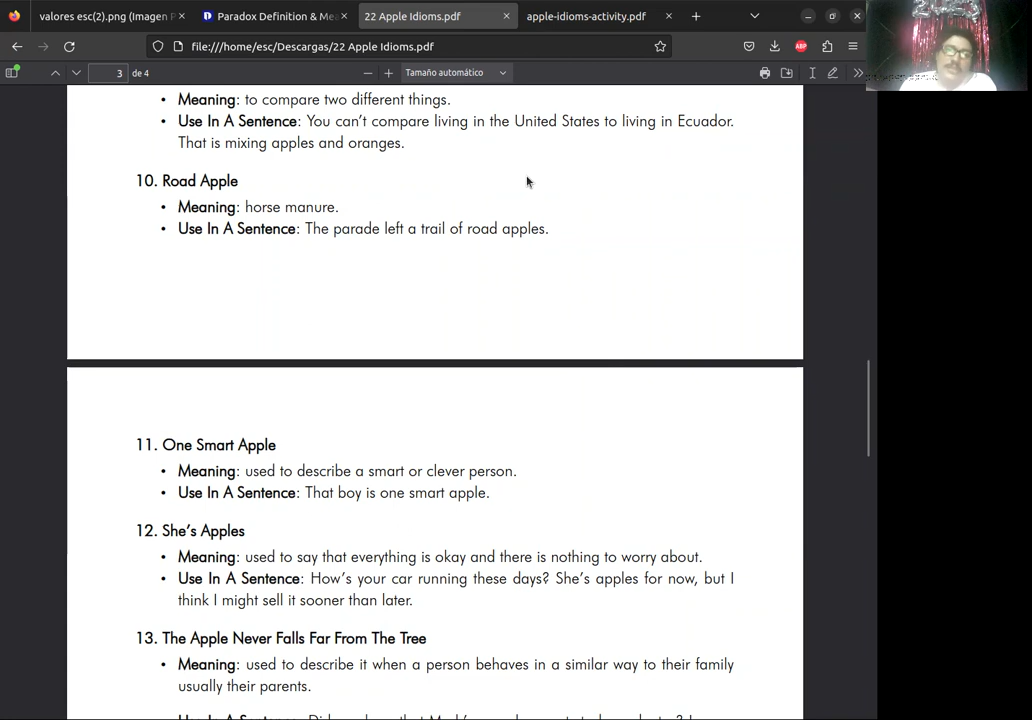 valores esc(2).png (Imagen P
Paradox Definition & Me
22 Apple Idioms.pdf
apple-idioms-activity.pdf
file:///home/esc/Descargas/22 Apple Idioms.pdf
3 de 4
Tamaño automático
• Meaning: to compare two different things.
• Use In A Sentence: You can’t compare living in the United States to living in Ecuador.
That is mixing apples and oranges.
10. Road Apple
• Meaning: horse manure.
• Use In A Sentence: The parade left a trail of road apples.
11. One Smart Apple
• Meaning: used to describe a smart or clever person.
• Use In A Sentence: That boy is one smart apple.
12. She’s Apples
• Meaning: used to say that everything is okay and there is nothing to worry about.
• Use In A Sentence: How’s your car running these days? She’s apples for now, but I
think I might sell it sooner than later.
13. The Apple Never Falls Far From The Tree
• Meaning: used to describe it when a person behaves in a similar way to their family
usually their parents.